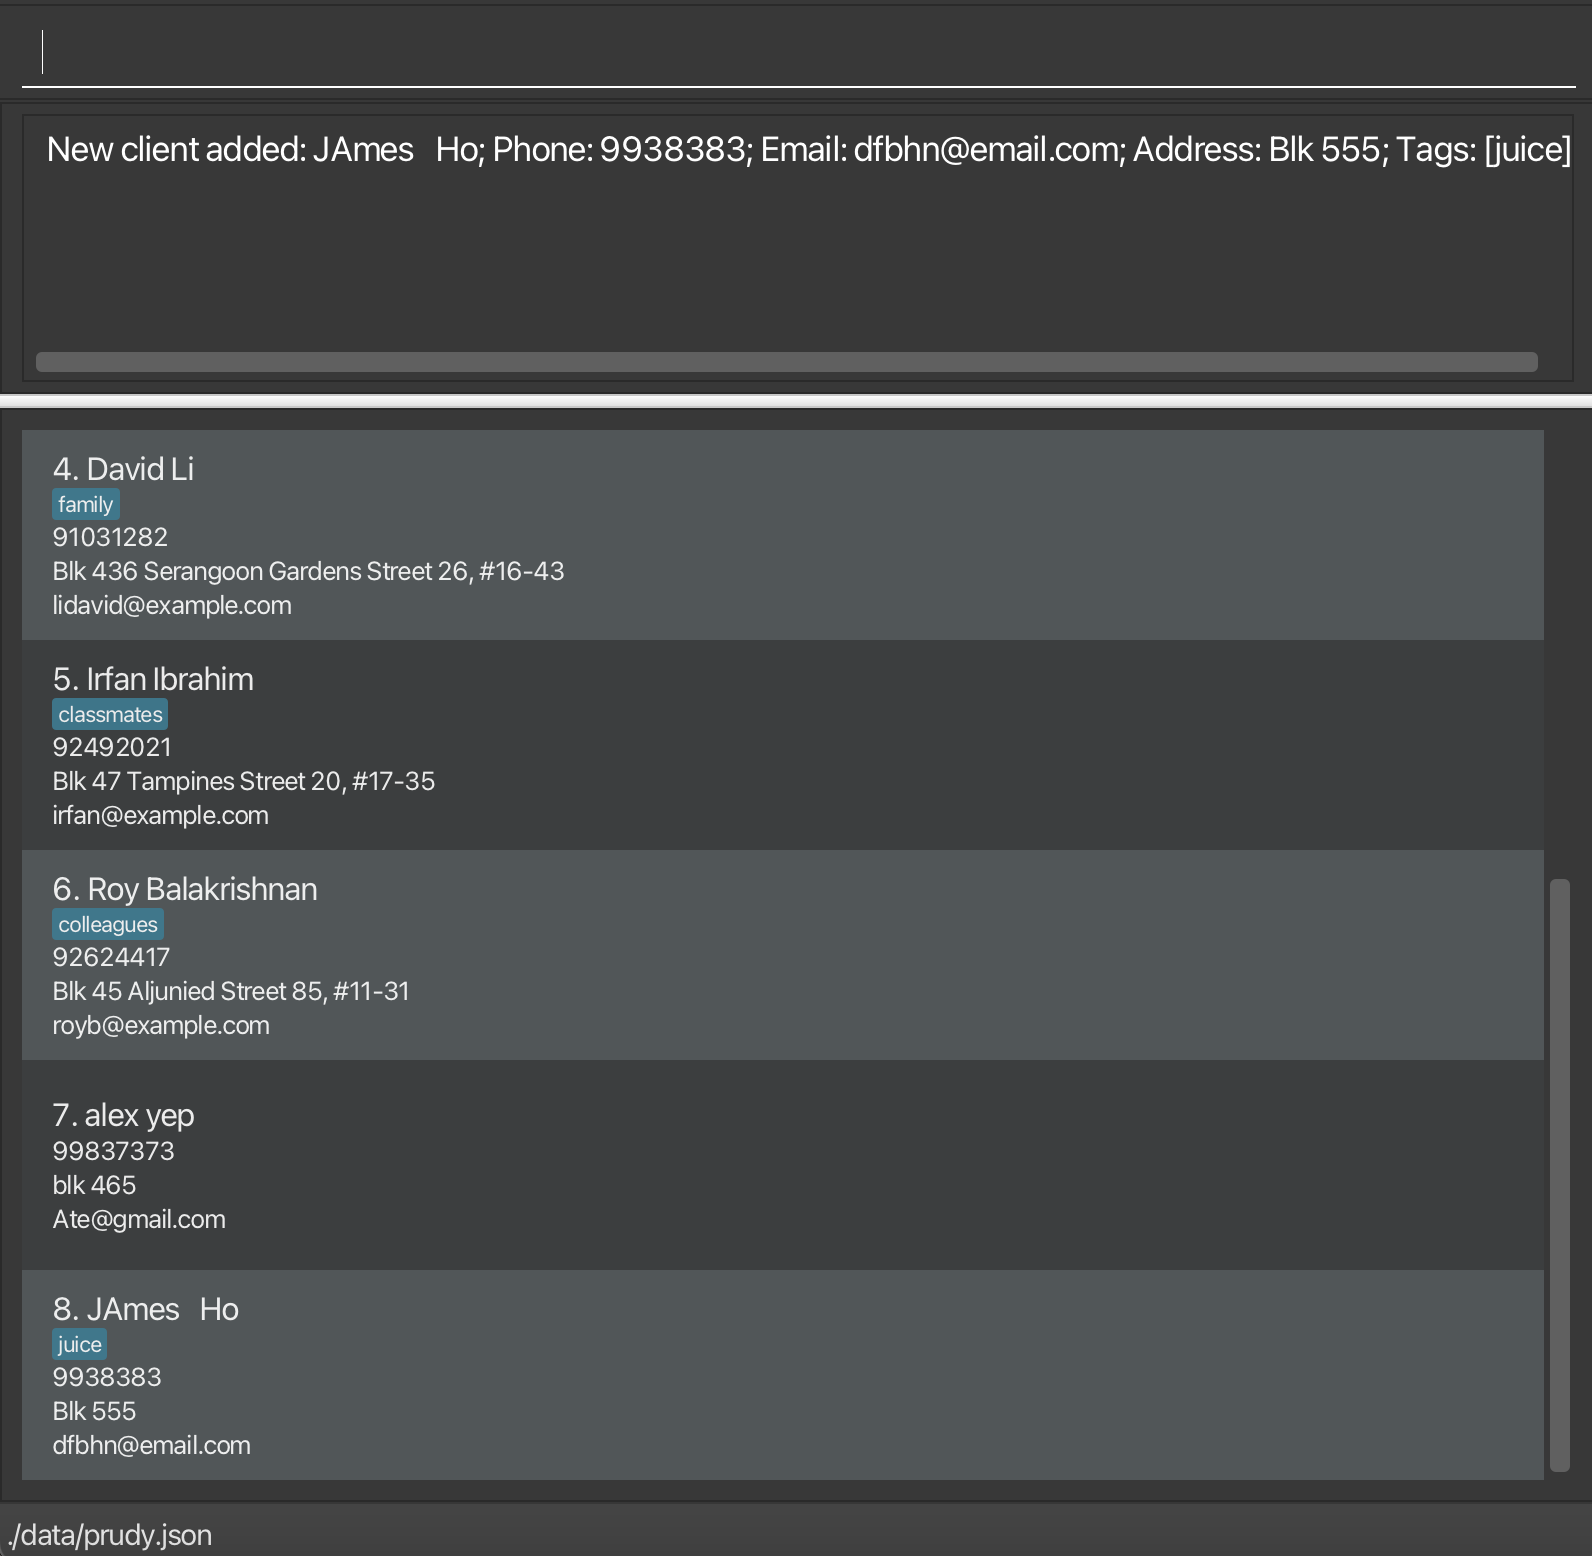 New client added: JAmes   Ho; Phone: 9938383; Email: dfbhn@email.com; Address: Blk 555; Tags: [juice]
4. David Li
family
91031282
Blk 436 Serangoon Gardens Street 26, #16-43
lidavid@example.com
5. Irfan Ibrahim
classmates
92492021
Blk 47 Tampines Street 20, #17-35
irfan@example.com
6. Roy Balakrishnan
colleagues
92624417
Blk 45 Aljunied Street 85, #11-31
royb@example.com
7. alex yep
99837373
blk 465
Ate@gmail.com
8. JAmes   Ho
juice
9938383
Blk 555
dfbhn@email.com
./data/prudy.json